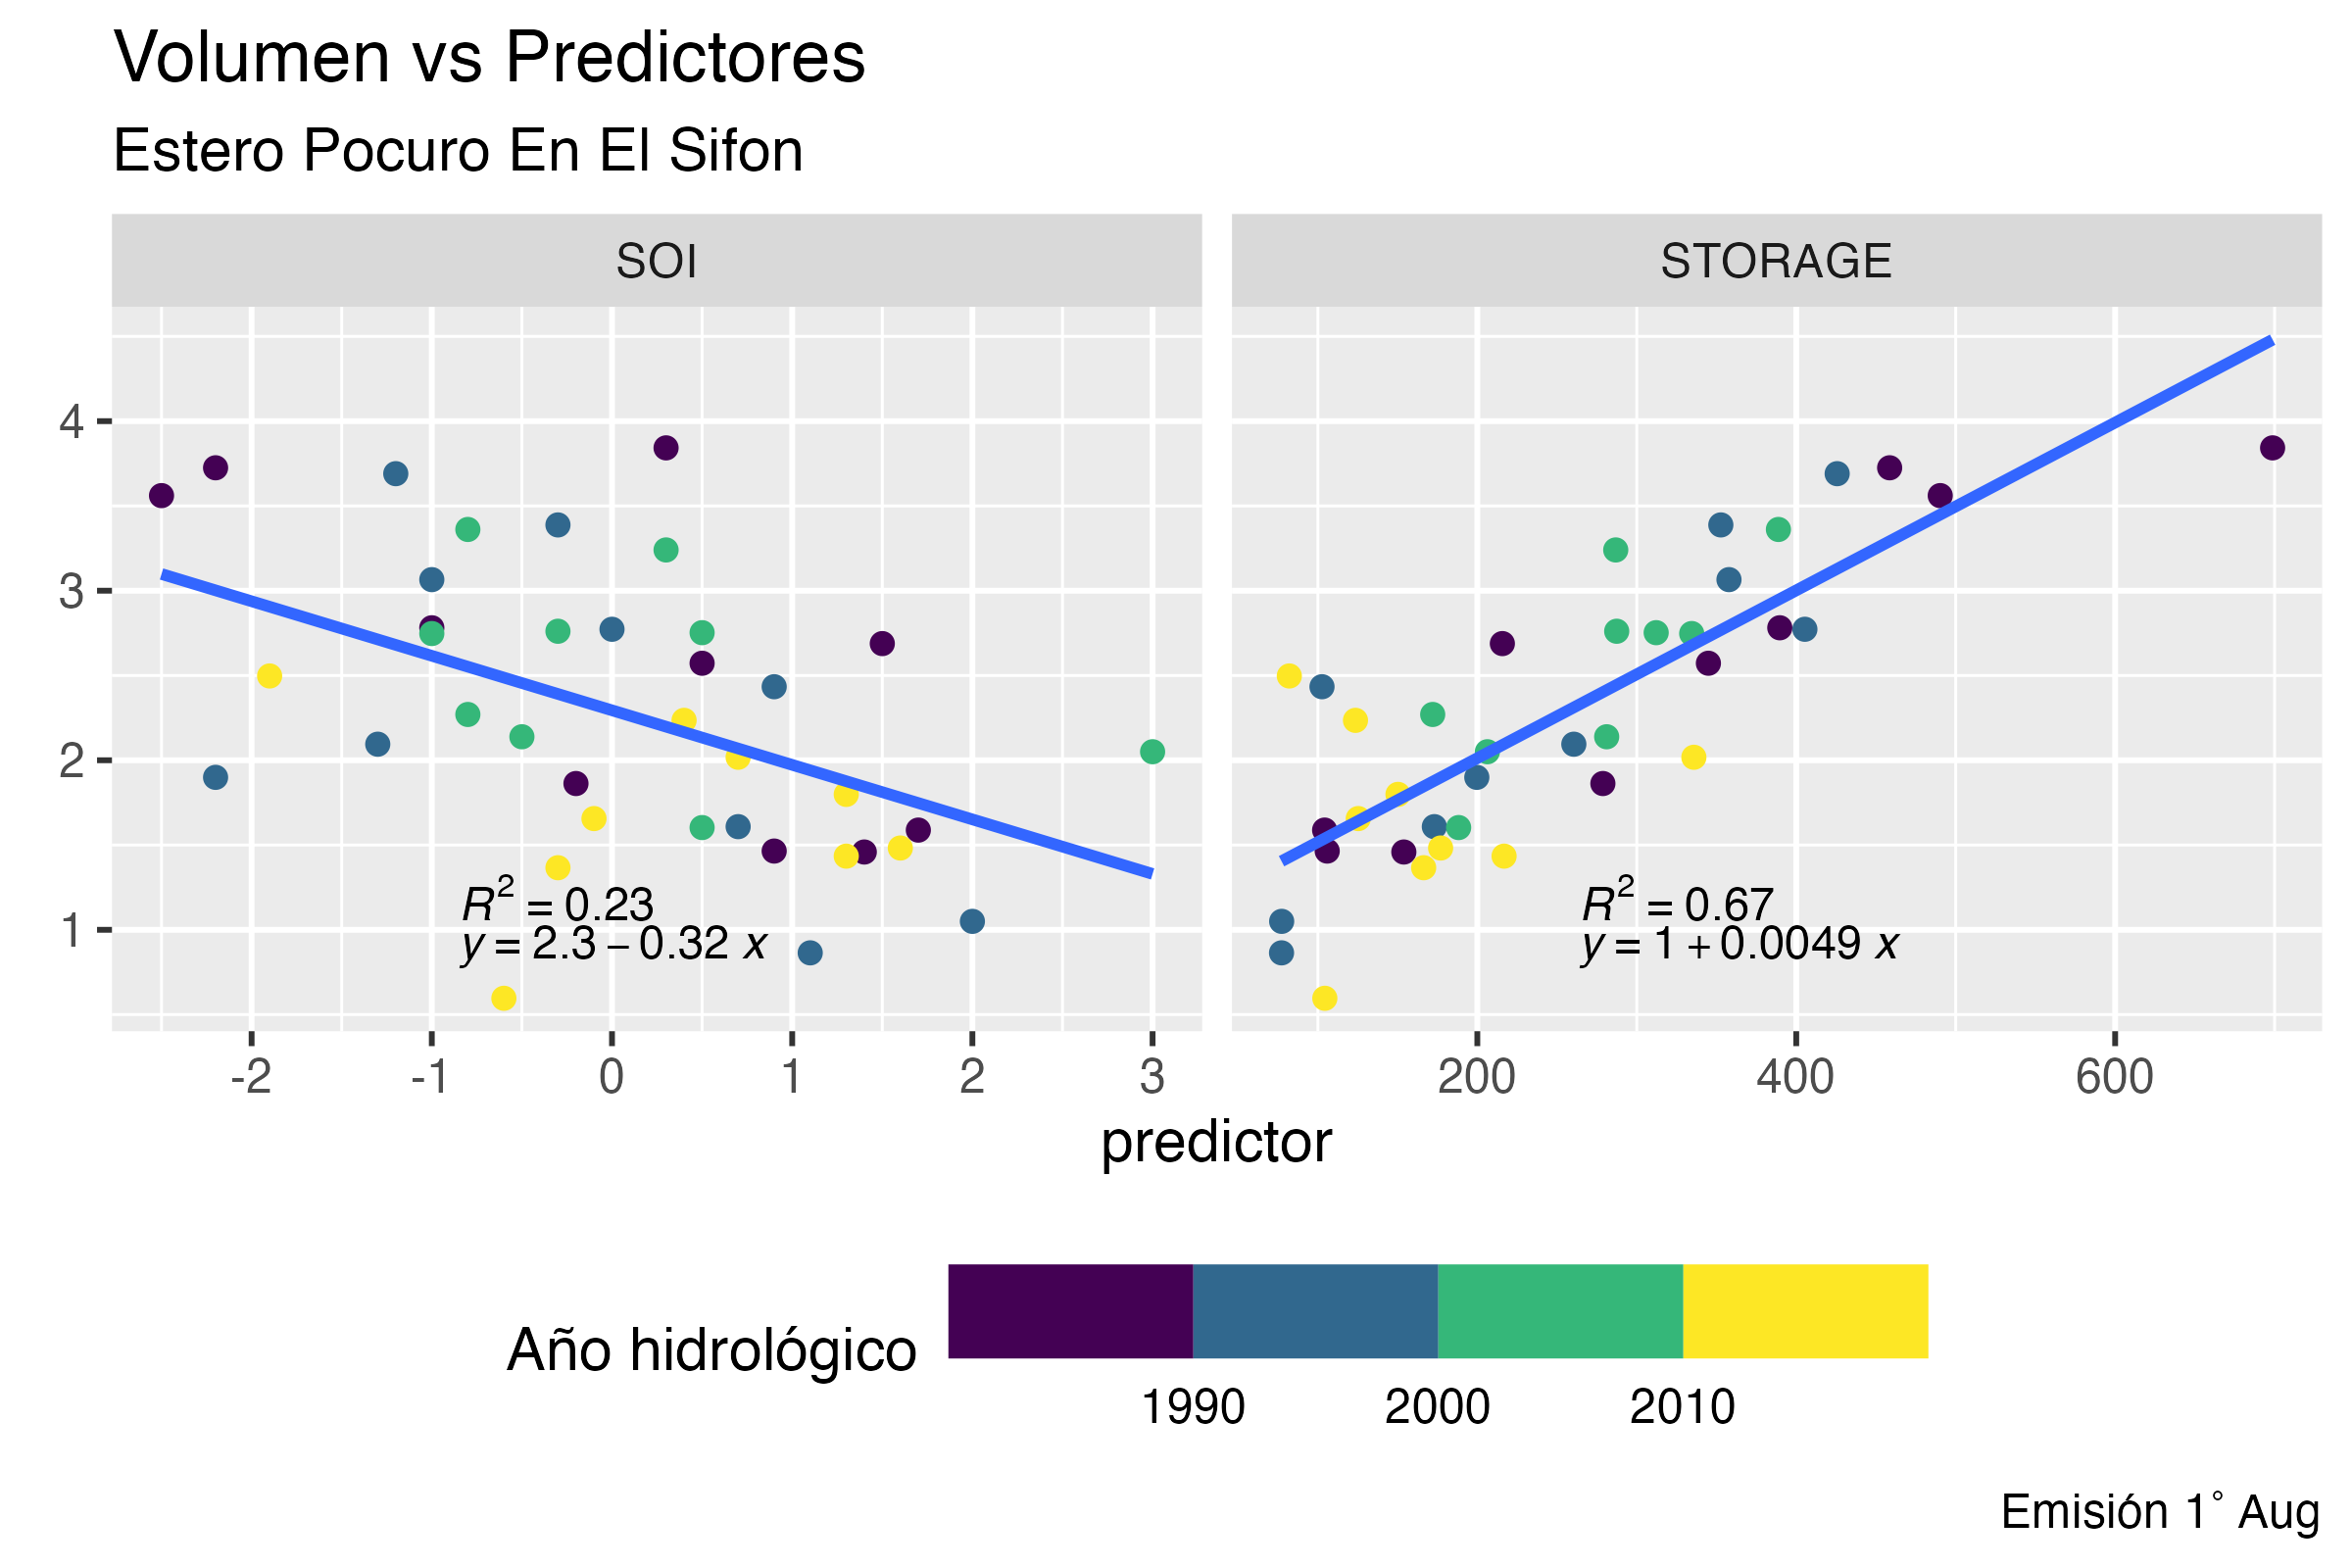 Volumen vs Predictores
Estero Pocuro En El Sifon
SOI
STORAGE
4
3
2
1
R² = 0.23
y = 2.3 − 0.32 x
R² = 0.67
y = 1 + 0.0049 x
-2 -1 0 1 2 3
200 400 600
predictor
Año hidrológico
1990 2000 2010
Emisión 1° Aug